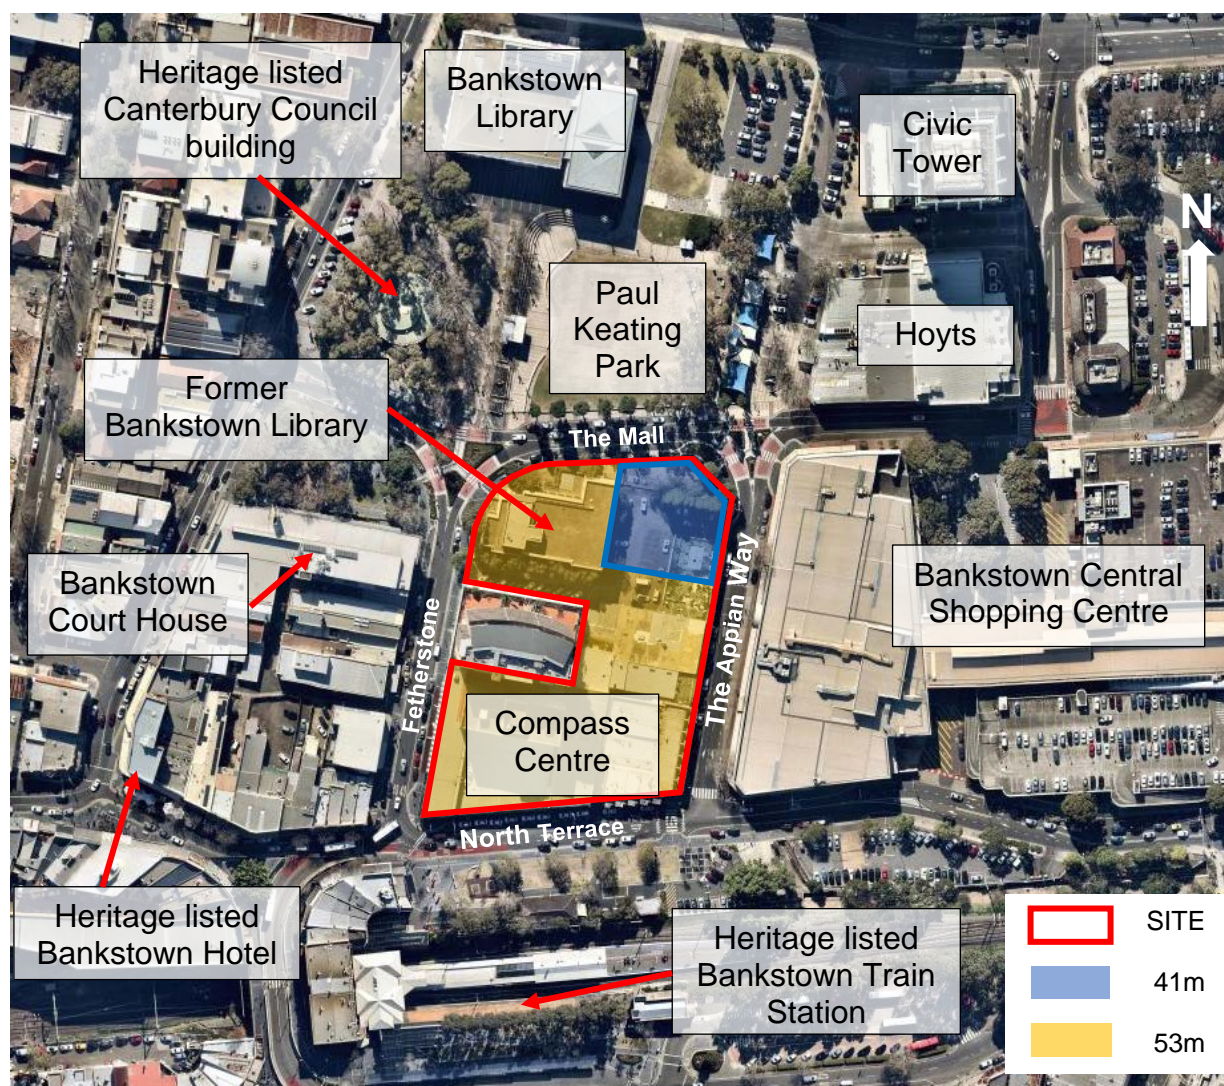 Heritage listed
Canterbury Council
building
Bankstown
Library
Civic
Tower
N
Paul
Keating
Park
Hoyts
Former
Bankstown Library
The Mall
Bankstown
Court House
Bankstown Central
Shopping Centre
Fetherstone
The Appian Way
Compass
Centre
North Terrace
Heritage listed
Bankstown Hotel
Heritage listed
Bankstown Train
Station
SITE
41m
53m